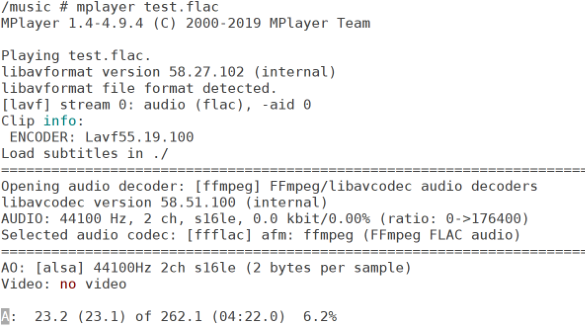 /music # mplayer test.flac
MPlayer 1.4-4.9.4 (C) 2000-2019 MPlayer Team
Playing test.flac.
libavformat version 58.27.102 (internal)
libavformat file format detected.
[lavf] stream 0: audio (flac), -aid 0
Clip info:
 ENCODER: Lavf55.19.100
Load subtitles in ./
==========================================================================
Opening audio decoder: [ffmpeg] FFmpeg/libavcodec audio decoders
libavcodec version 58.51.100 (internal)
AUDIO: 44100 Hz, 2 ch, s16le, 0.0 kbit/0.00% (ratio: 0->176400)
Selected audio codec: [ffflac] afm: ffmpeg (FFmpeg FLAC audio)
==========================================================================
AO: [alsa] 44100Hz 2ch s16le (2 bytes per sample)
Video: no video
A:  23.2 (23.1) of 262.1 (04:22.0)  6.2%